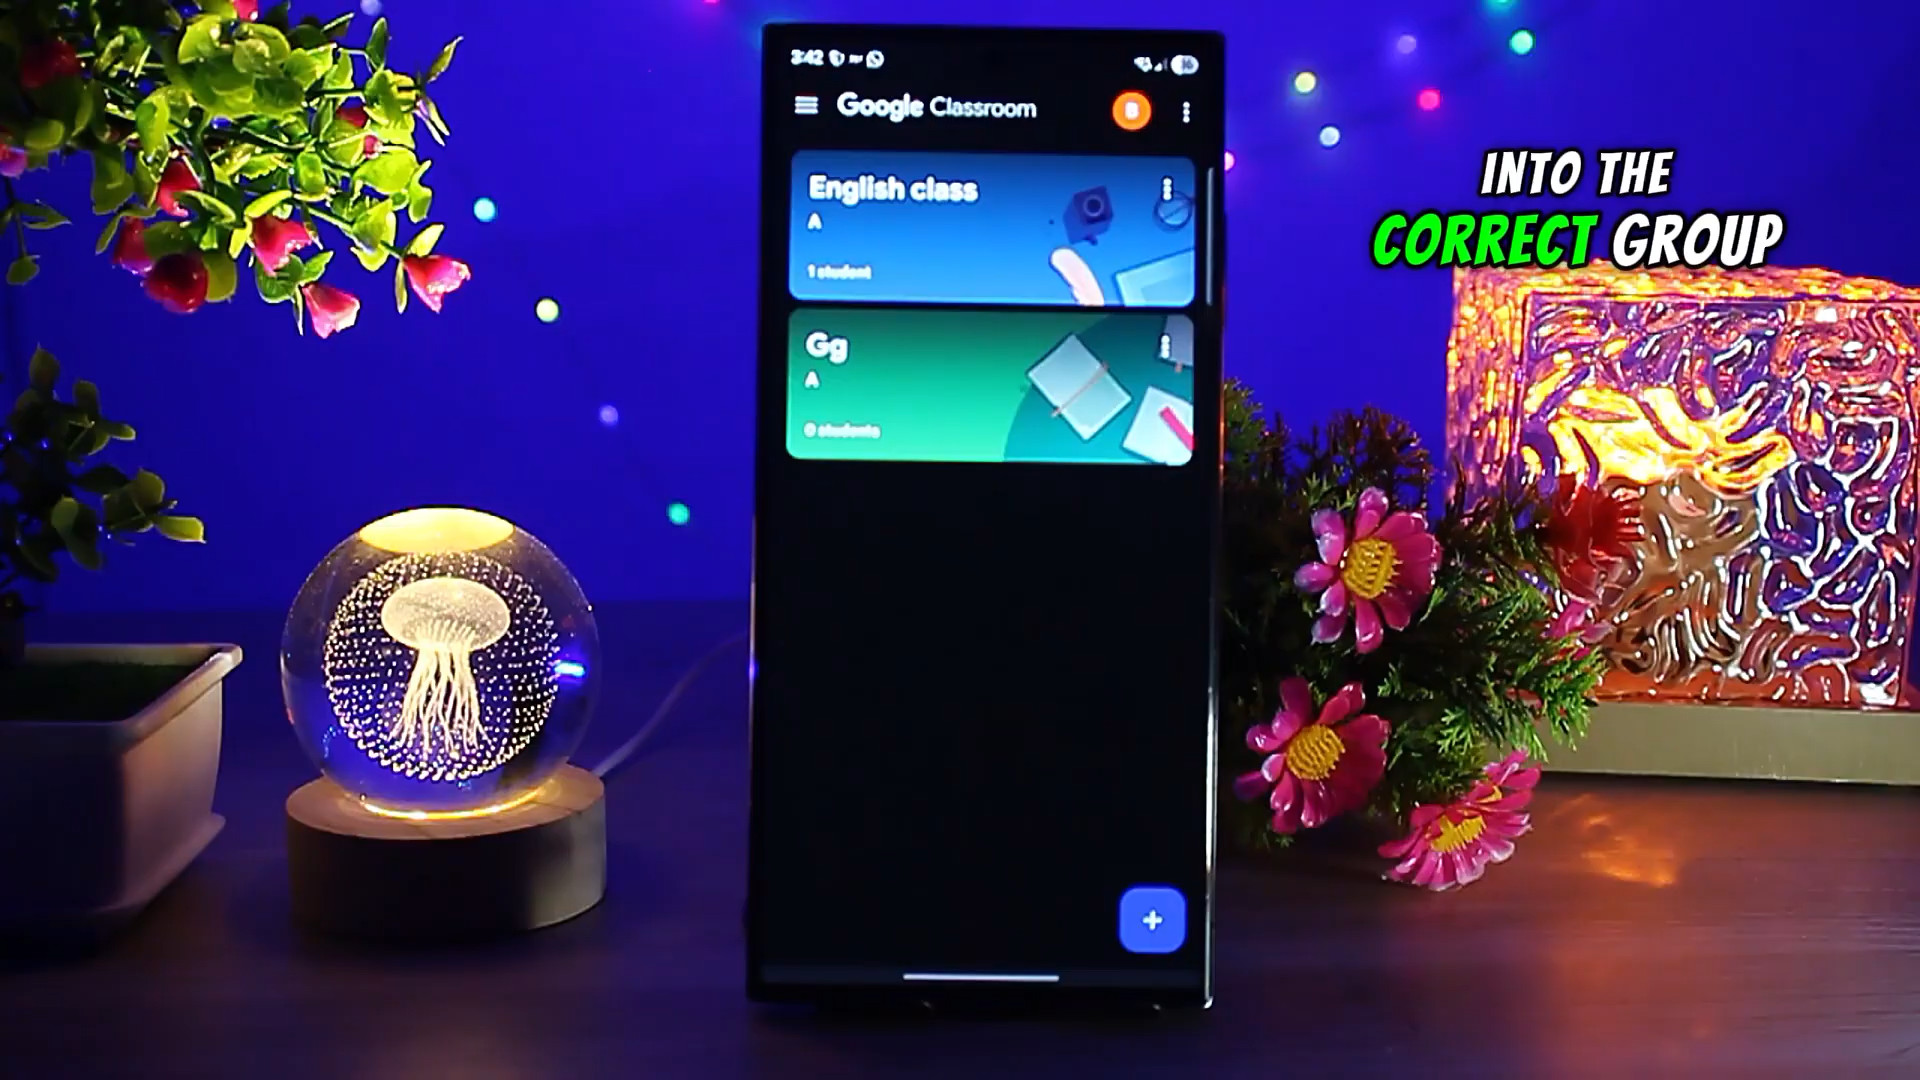 3:42
Google Classroom
B
English class
A
1 student
Gg
A
0 students
INTO THE
CORRECT GROUP